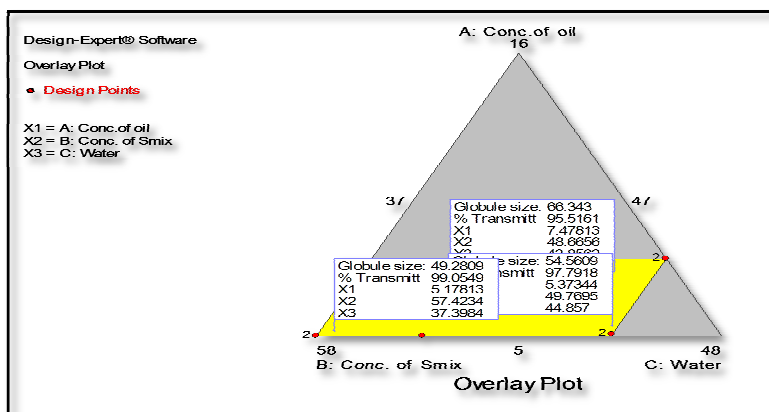 Design-Expert® Software
Overlay Plot
Design Points
X1 = A: Conc.of oil
X2 = B: Conc. of Smix
X3 = C: Water
A: Conc.of oil
16
37
47
Globule size: 66.343
% Transmitt 95.5161
X1 7.47813
X2 48.6656
Globule size: 49.2809
% Transmitt 99.0549
X1 5.17813
X2 57.4234
X3 37.3984
size: 54.5609
97.7918
5.37344
49.7695
44.857
2
2
2
58
5
48
B: Conc. of Smix
C: Water
Overlay Plot